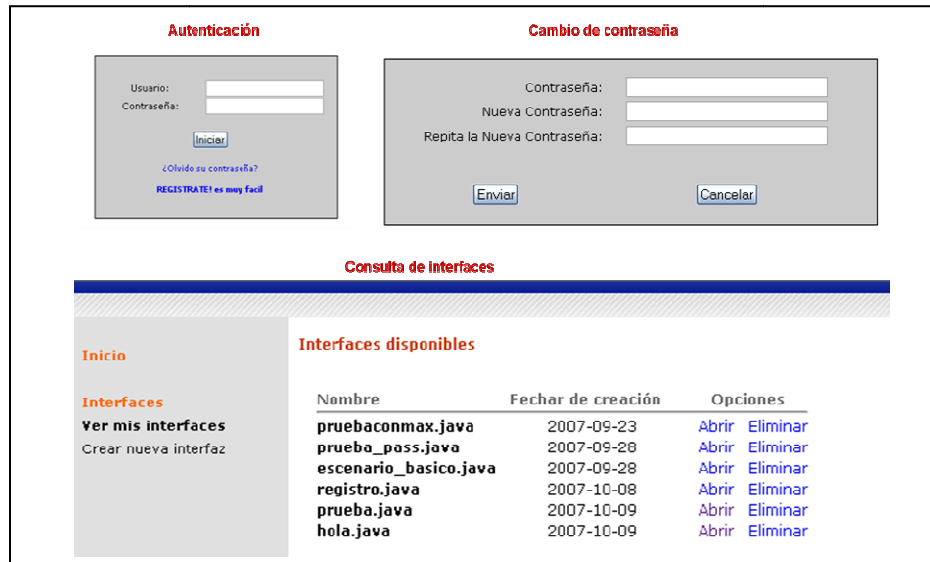 Autenticación
Usuario:
Contraseña:
Iniciar
¿Olvido su contraseña?
REGISTRATE! es muy facil
Cambio de contraseña
Contraseña:
Nueva Contraseña:
Repita la Nueva Contraseña:
Enviar Cancelar
Consulta de interfaces
Inicio
Interfaces
Ver mis interfaces
Crear nueva interfaz
Interfaces disponibles
Nombre Fechar de creación Opciones
pruebaconmax.java 2007-09-23 Abrir Eliminar
prueba_pass.java 2007-09-28 Abrir Eliminar
escenario_basico.java 2007-09-28 Abrir Eliminar
registro.java 2007-10-08 Abrir Eliminar
prueba.java 2007-10-09 Abrir Eliminar
hola.java 2007-10-09 Abrir Eliminar